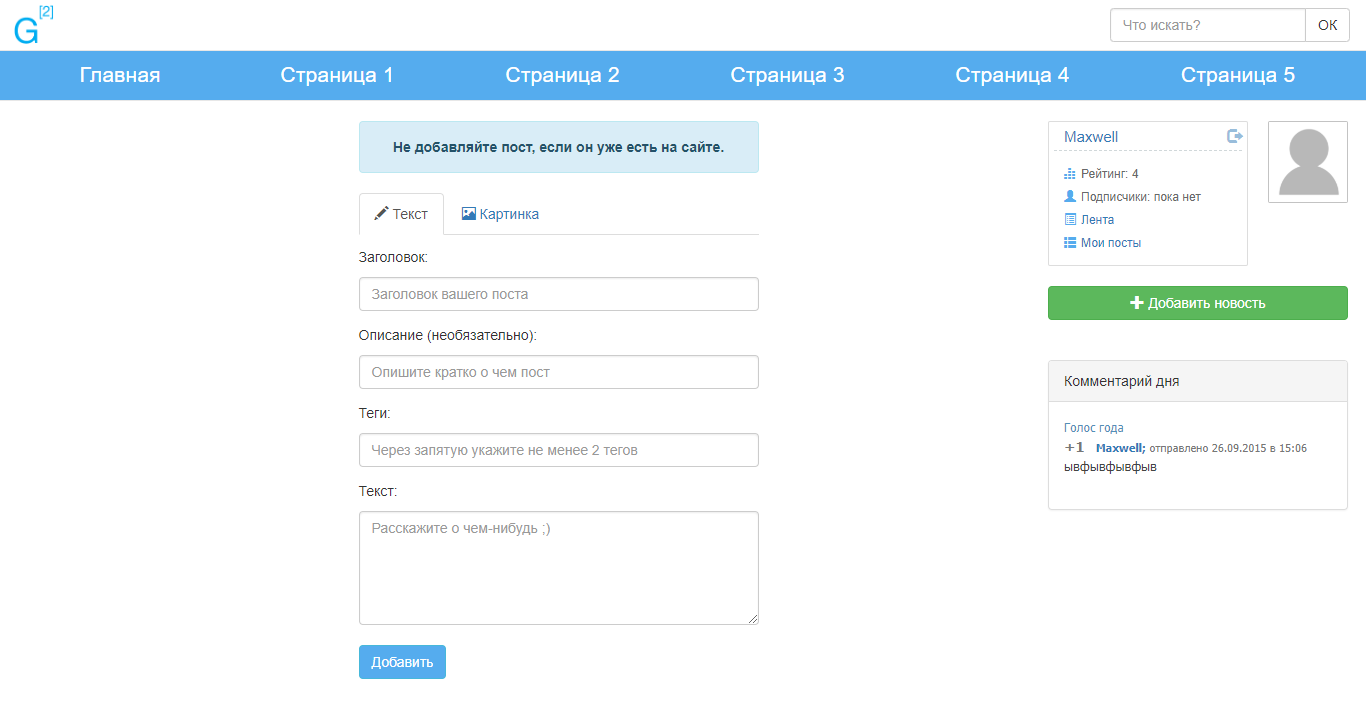 G[2]
Что искать? ОК
Главная Страница 1 Страница 2 Страница 3 Страница 4 Страница 5
Не добавляйте пост, если он уже есть на сайте.
Текст Картинка
Заголовок:
Заголовок вашего поста
Описание (необязательно):
Опишите кратко о чем пост
Теги:
Через запятую укажите не менее 2 тегов
Текст:
Расскажите о чем-нибудь ;)
Добавить
Maxwell
Рейтинг: 4
Подписчики: пока нет
Лента
Мои посты
Добавить новость
Комментарий дня
Голос года
+1 Maxwell; отправлено 26.09.2015 в 15:06
ывфывфывфыв